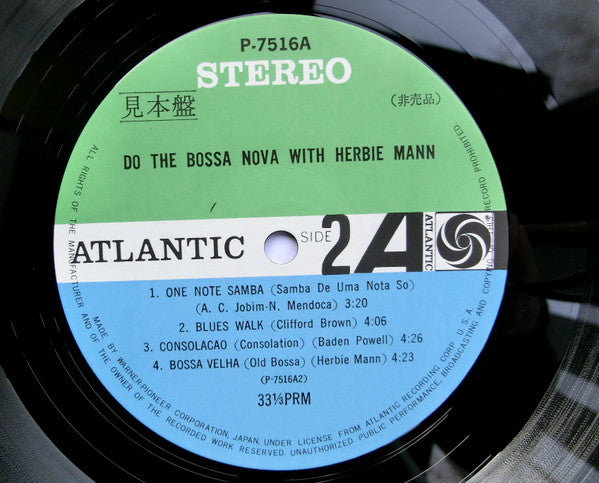 P-7516A
STEREO
見本盤
(非売品)
DO THE BOSSA NOVA WITH HERBIE MANN
ATLANTIC
SIDE 2A
ATLANTIC
1. ONE NOTE SAMBA (Samba De Uma Nota So)
(A. C. Jobim-N. Mendoca) 3:20
2. BLUES WALK (Clifford Brown) 4:06
3. CONSOLACAO (Consolation) (Baden Powell) 4:26
4. BOSSA VELHA (Old Bossa) (Herbie Mann) 4:23
(P-7516A2)
33⅓PRM
ALL RIGHTS OF THE MANUFACTURER AND OF THE OWNER OF THE RECORDED WORK RESERVED. UNAUTHORIZED PUBLIC PERFORMANCE, BROADCASTING AND COPYING OF THIS RECORD PROHIBITED.
MADE BY WARNER-PIONEER CORPORATION, JAPAN, UNDER LICENSE FROM ATLANTIC RECORDING CORP. U.S.A.